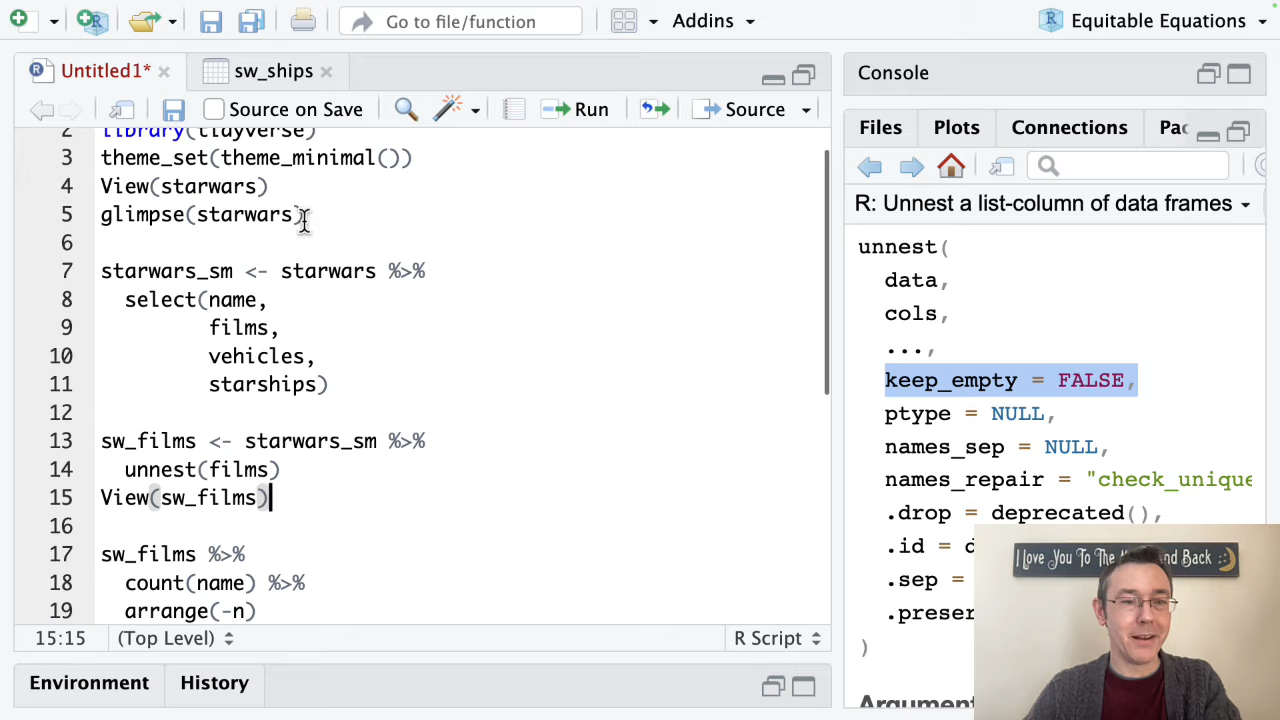 Go to file/function
Addins
Equitable Equations
Untitled1*
sw_ships
Source on Save
Run
Source
2 library(tidyverse)
3 theme_set(theme_minimal())
4 View(starwars)
5 glimpse(starwars)
6
7 starwars_sm <- starwars %>%
8 select(name,
9 films,
10 vehicles,
11 starships)
12
13 sw_films <- starwars_sm %>%
14 unnest(films)
15 View(sw_films)
16
17 sw_films %>%
18 count(name) %>%
19 arrange(-n)
15:15 (Top Level) R Script
Environment History
Console
Files Plots Connections Pac
R: Unnest a list-column of data frames
unnest(
data,
cols,
...,
keep_empty = FALSE,
ptype = NULL,
names_sep = NULL,
names_repair = "check_unique
.drop = deprecated(),
.id = d
.sep =
.preser
)
Argument
I Love You To The M nd Back